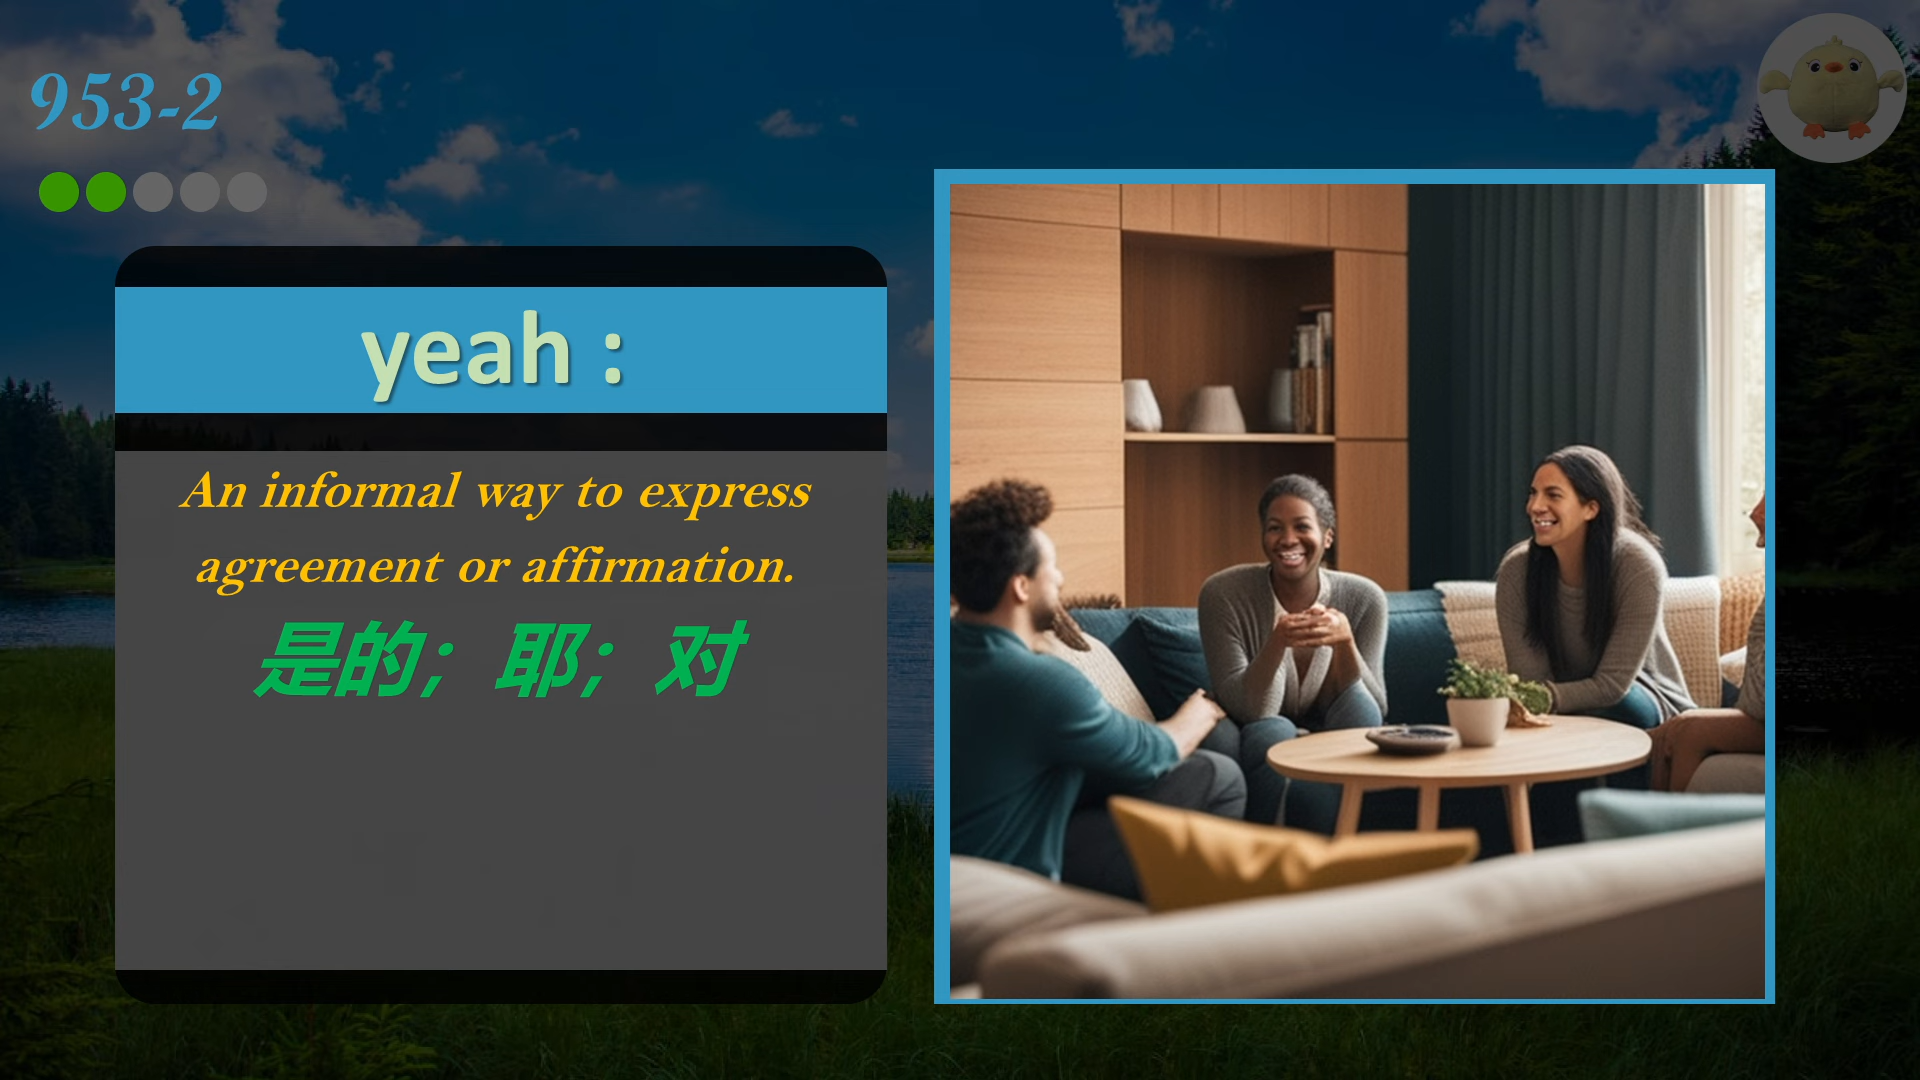 953-2
yeah :
An informal way to express
agreement or affirmation.
是的；耶；对